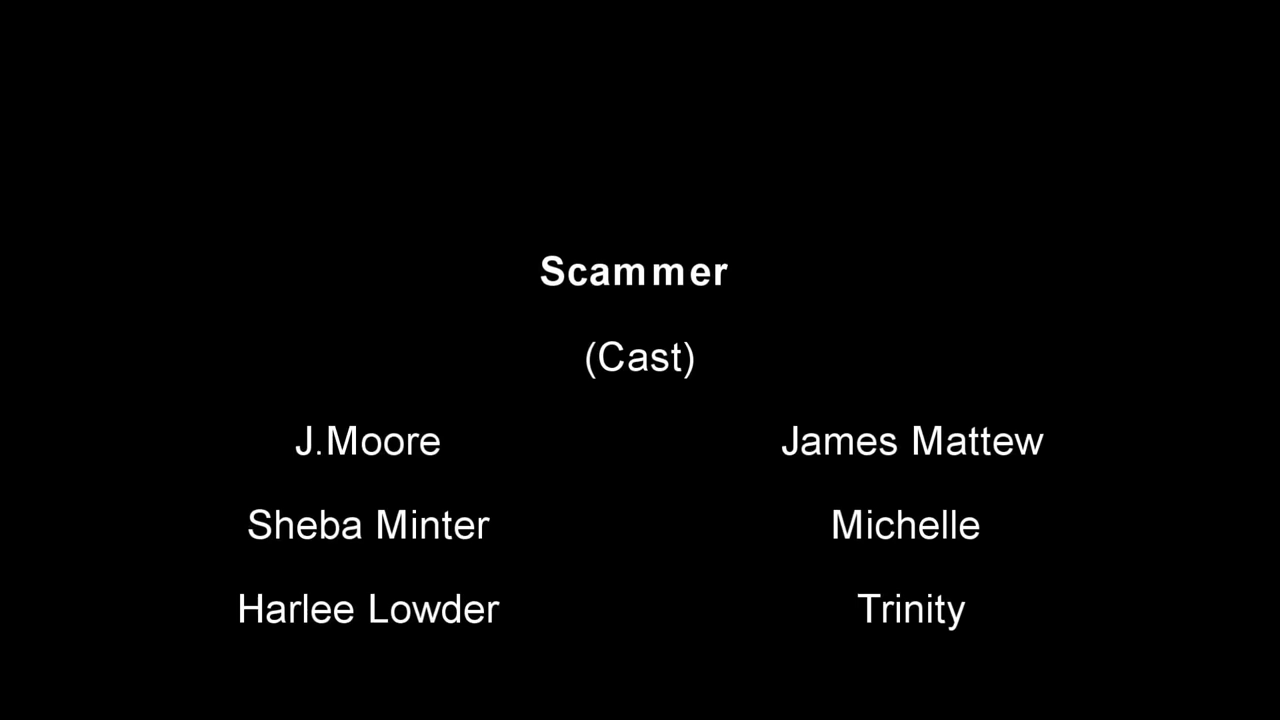 Scammer
(Cast)
J.Moore James Mattew
Sheba Minter Michelle
Harlee Lowder Trinity